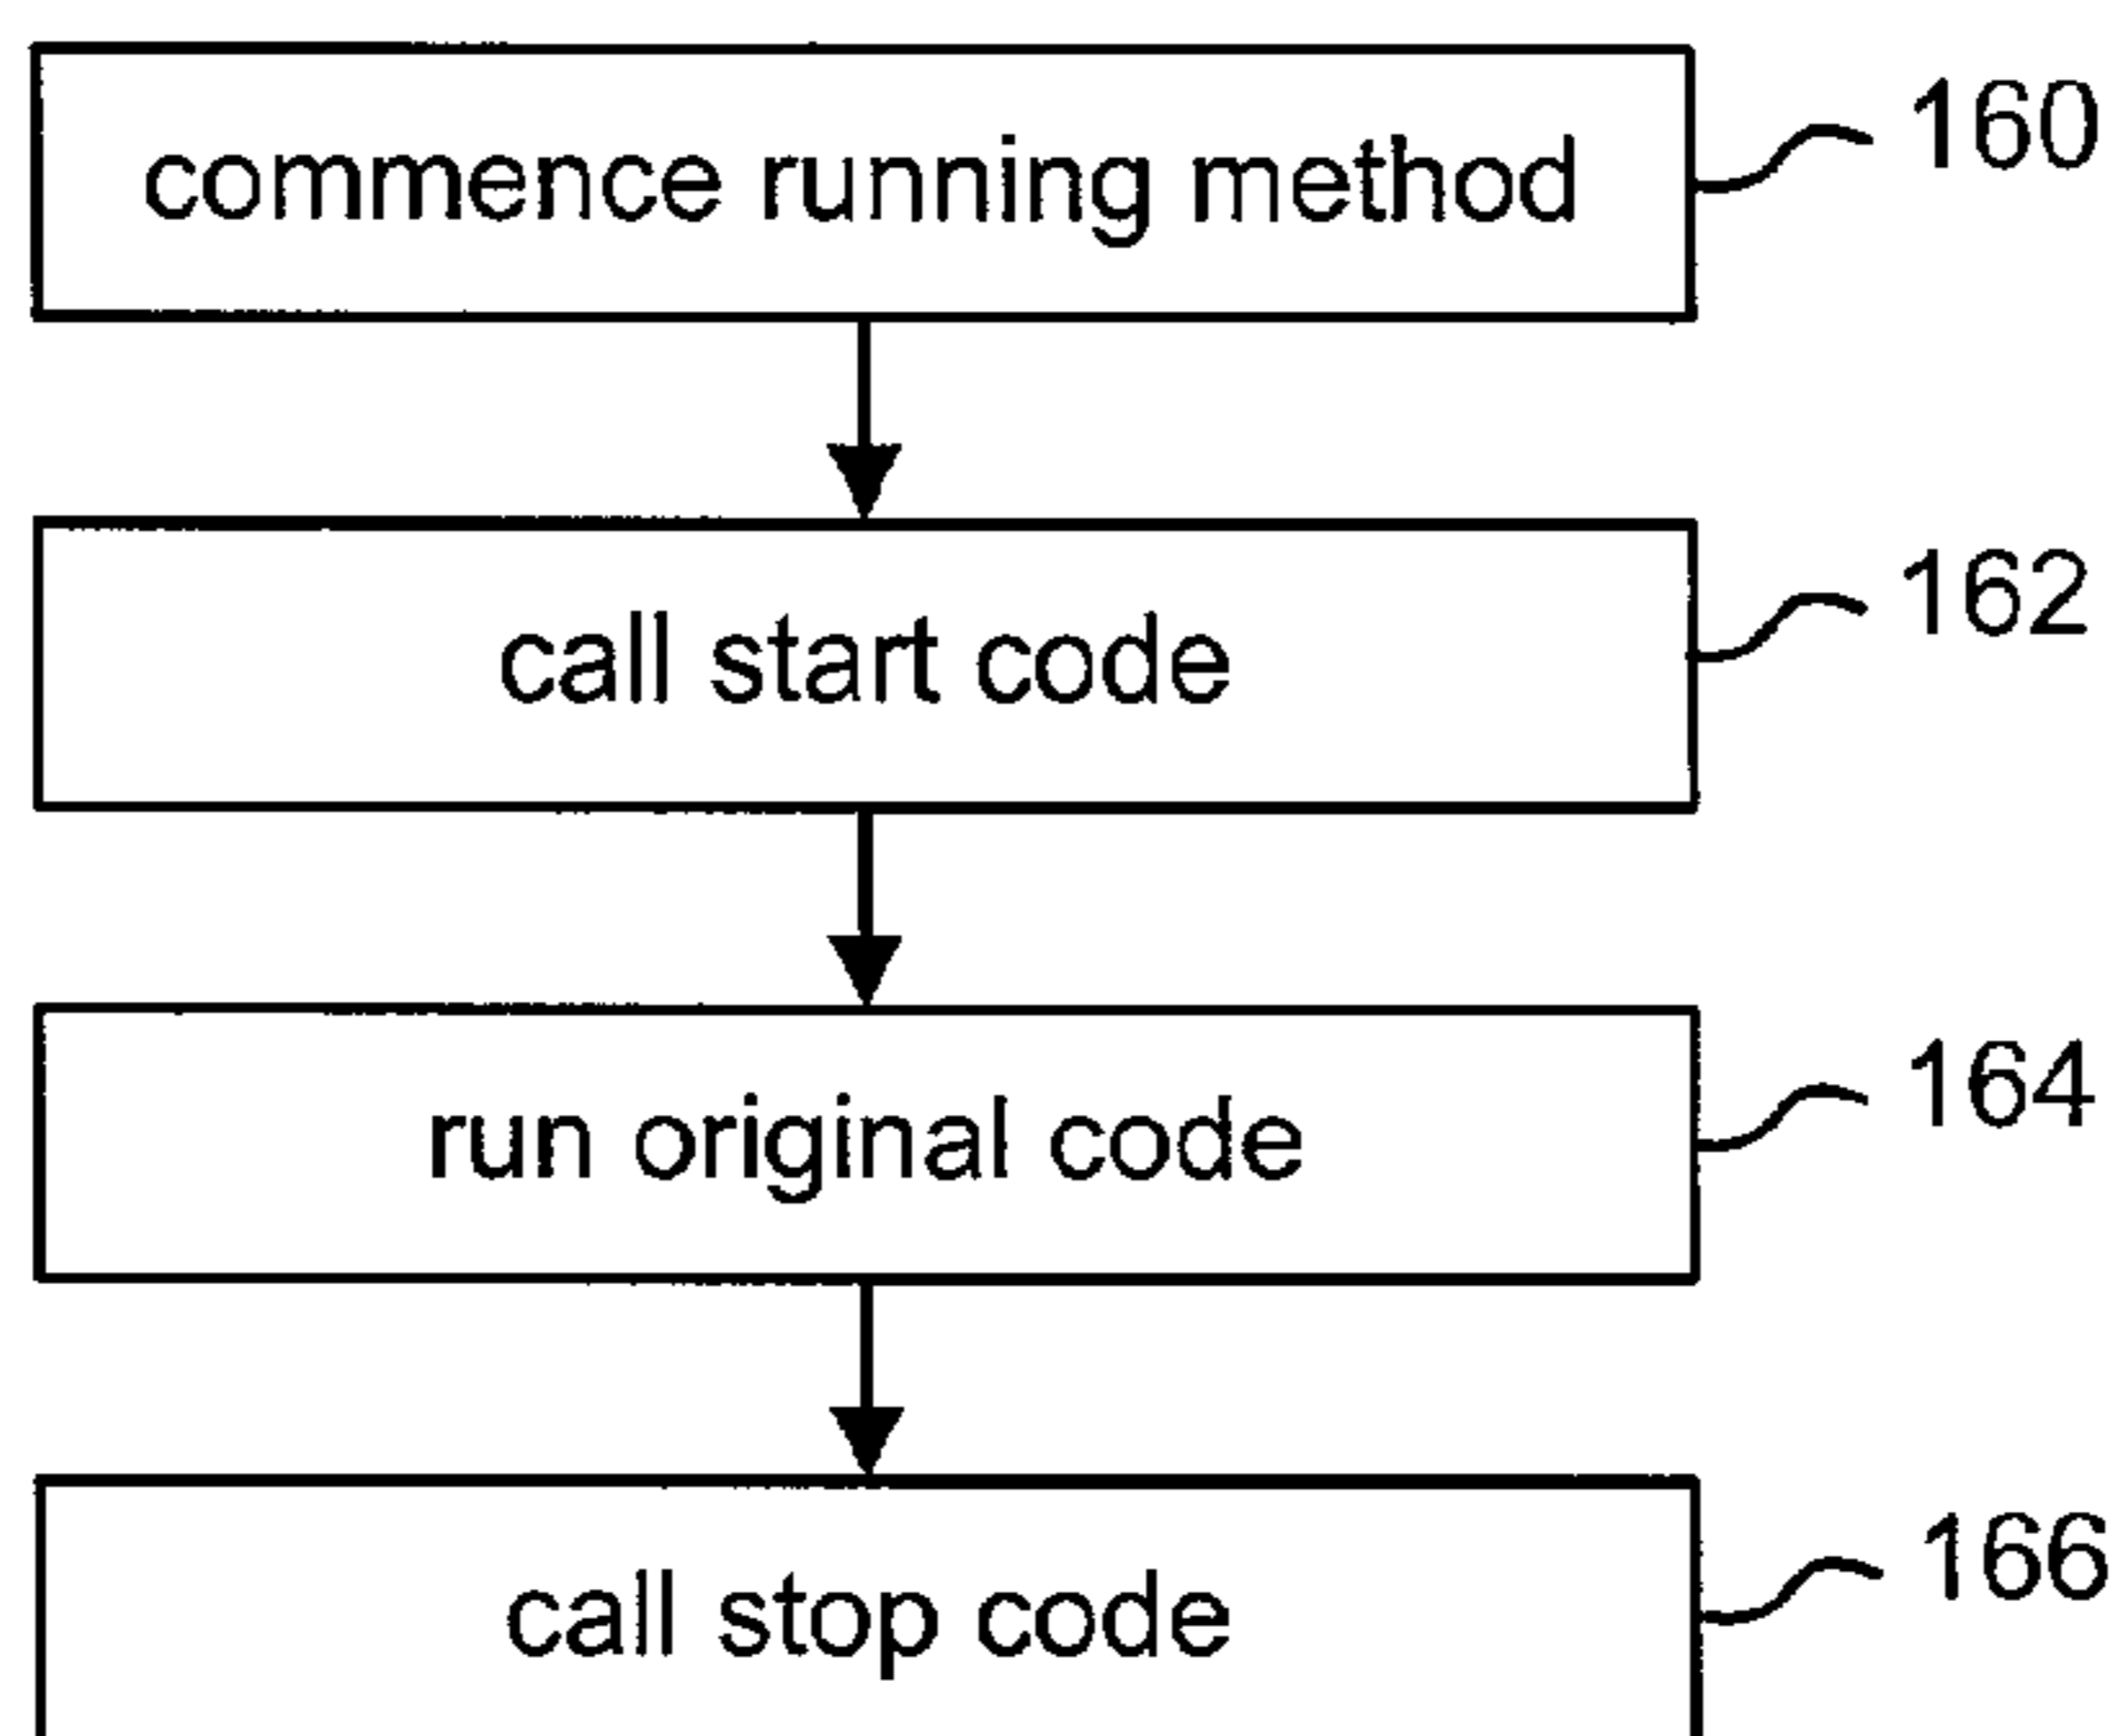 commence running method
160
call start code
162
run original code
164
call stop code
166